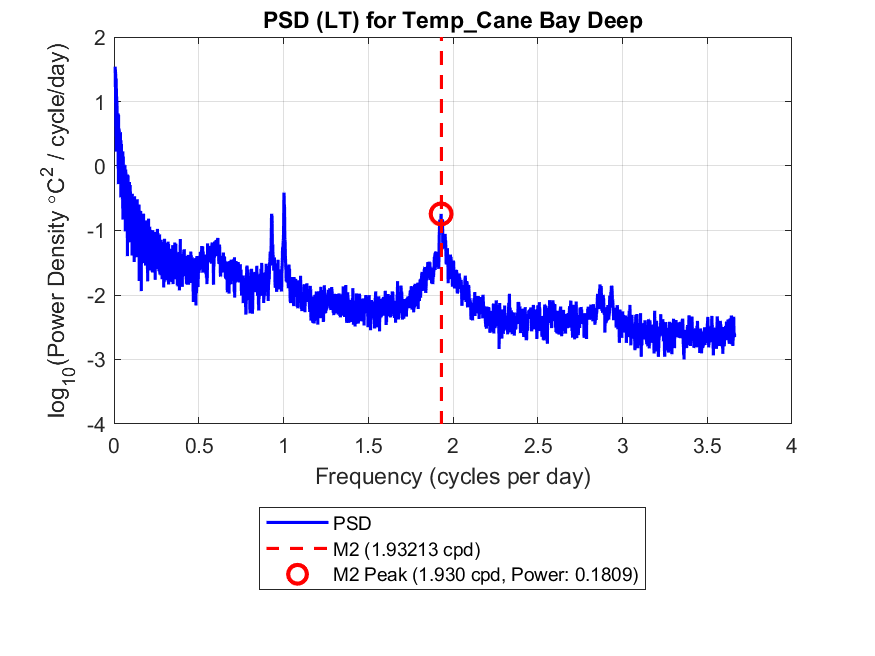 PSD (LT) for Temp_Cane Bay Deep
log10(Power Density °C2 / cycle/day)
2
1
0
-1
-2
-3
-4
0 0.5 1 1.5 2 2.5 3 3.5 4
Frequency (cycles per day)
PSD
M2 (1.93213 cpd)
M2 Peak (1.930 cpd, Power: 0.1809)